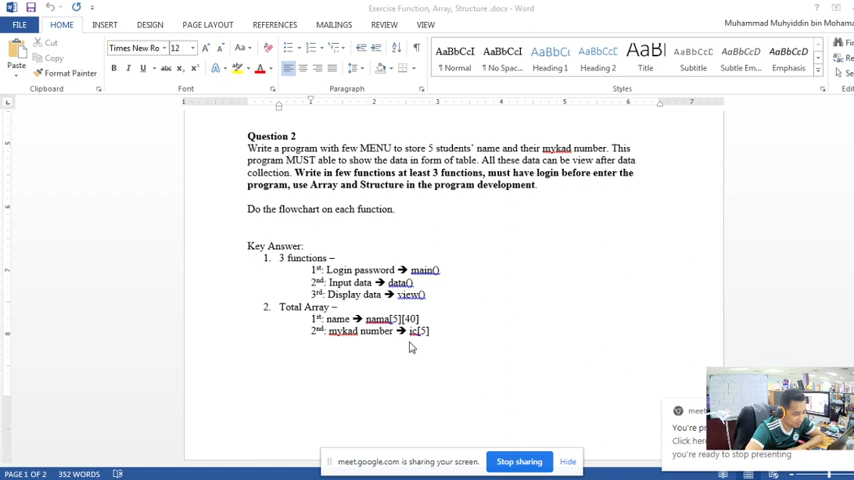 Exercise Function, Array, Structure .docx - Word
FILE HOME INSERT DESIGN PAGE LAYOUT REFERENCES MAILINGS REVIEW VIEW Muhammad Muhyiddin bin Mohama
Paste
Cut
Copy
Format Painter
Clipboard
Times New Ro 12
Font
Paragraph
AaBbCcI AaBbCcI AaBbC AaBbCc AaBl AaBbCcD AaBbCcD AaBbCcD
¶ Normal ¶ No Spac... Heading 1 Heading 2 Title Subtitle Subtle Em... Emphasis
Styles
Question 2
Write a program with few MENU to store 5 students’ name and their mykad number. This
program MUST able to show the data in form of table. All these data can be view after data
collection. Write in few functions at least 3 functions, must have login before enter the
program, use Array and Structure in the program development.
Do the flowchart on each function.
Key Answer:
1. 3 functions –
1st: Login password ➔ main()
2nd: Input data ➔ data()
3rd: Display data ➔ view()
2. Total Array –
1st: name ➔ nama[5][40]
2nd: mykad number ➔ ic[5]
meet
You're pr
Click here
you're ready to stop presenting
meet.google.com is sharing your screen. Stop sharing Hide
PAGE 1 OF 2 352 WORDS